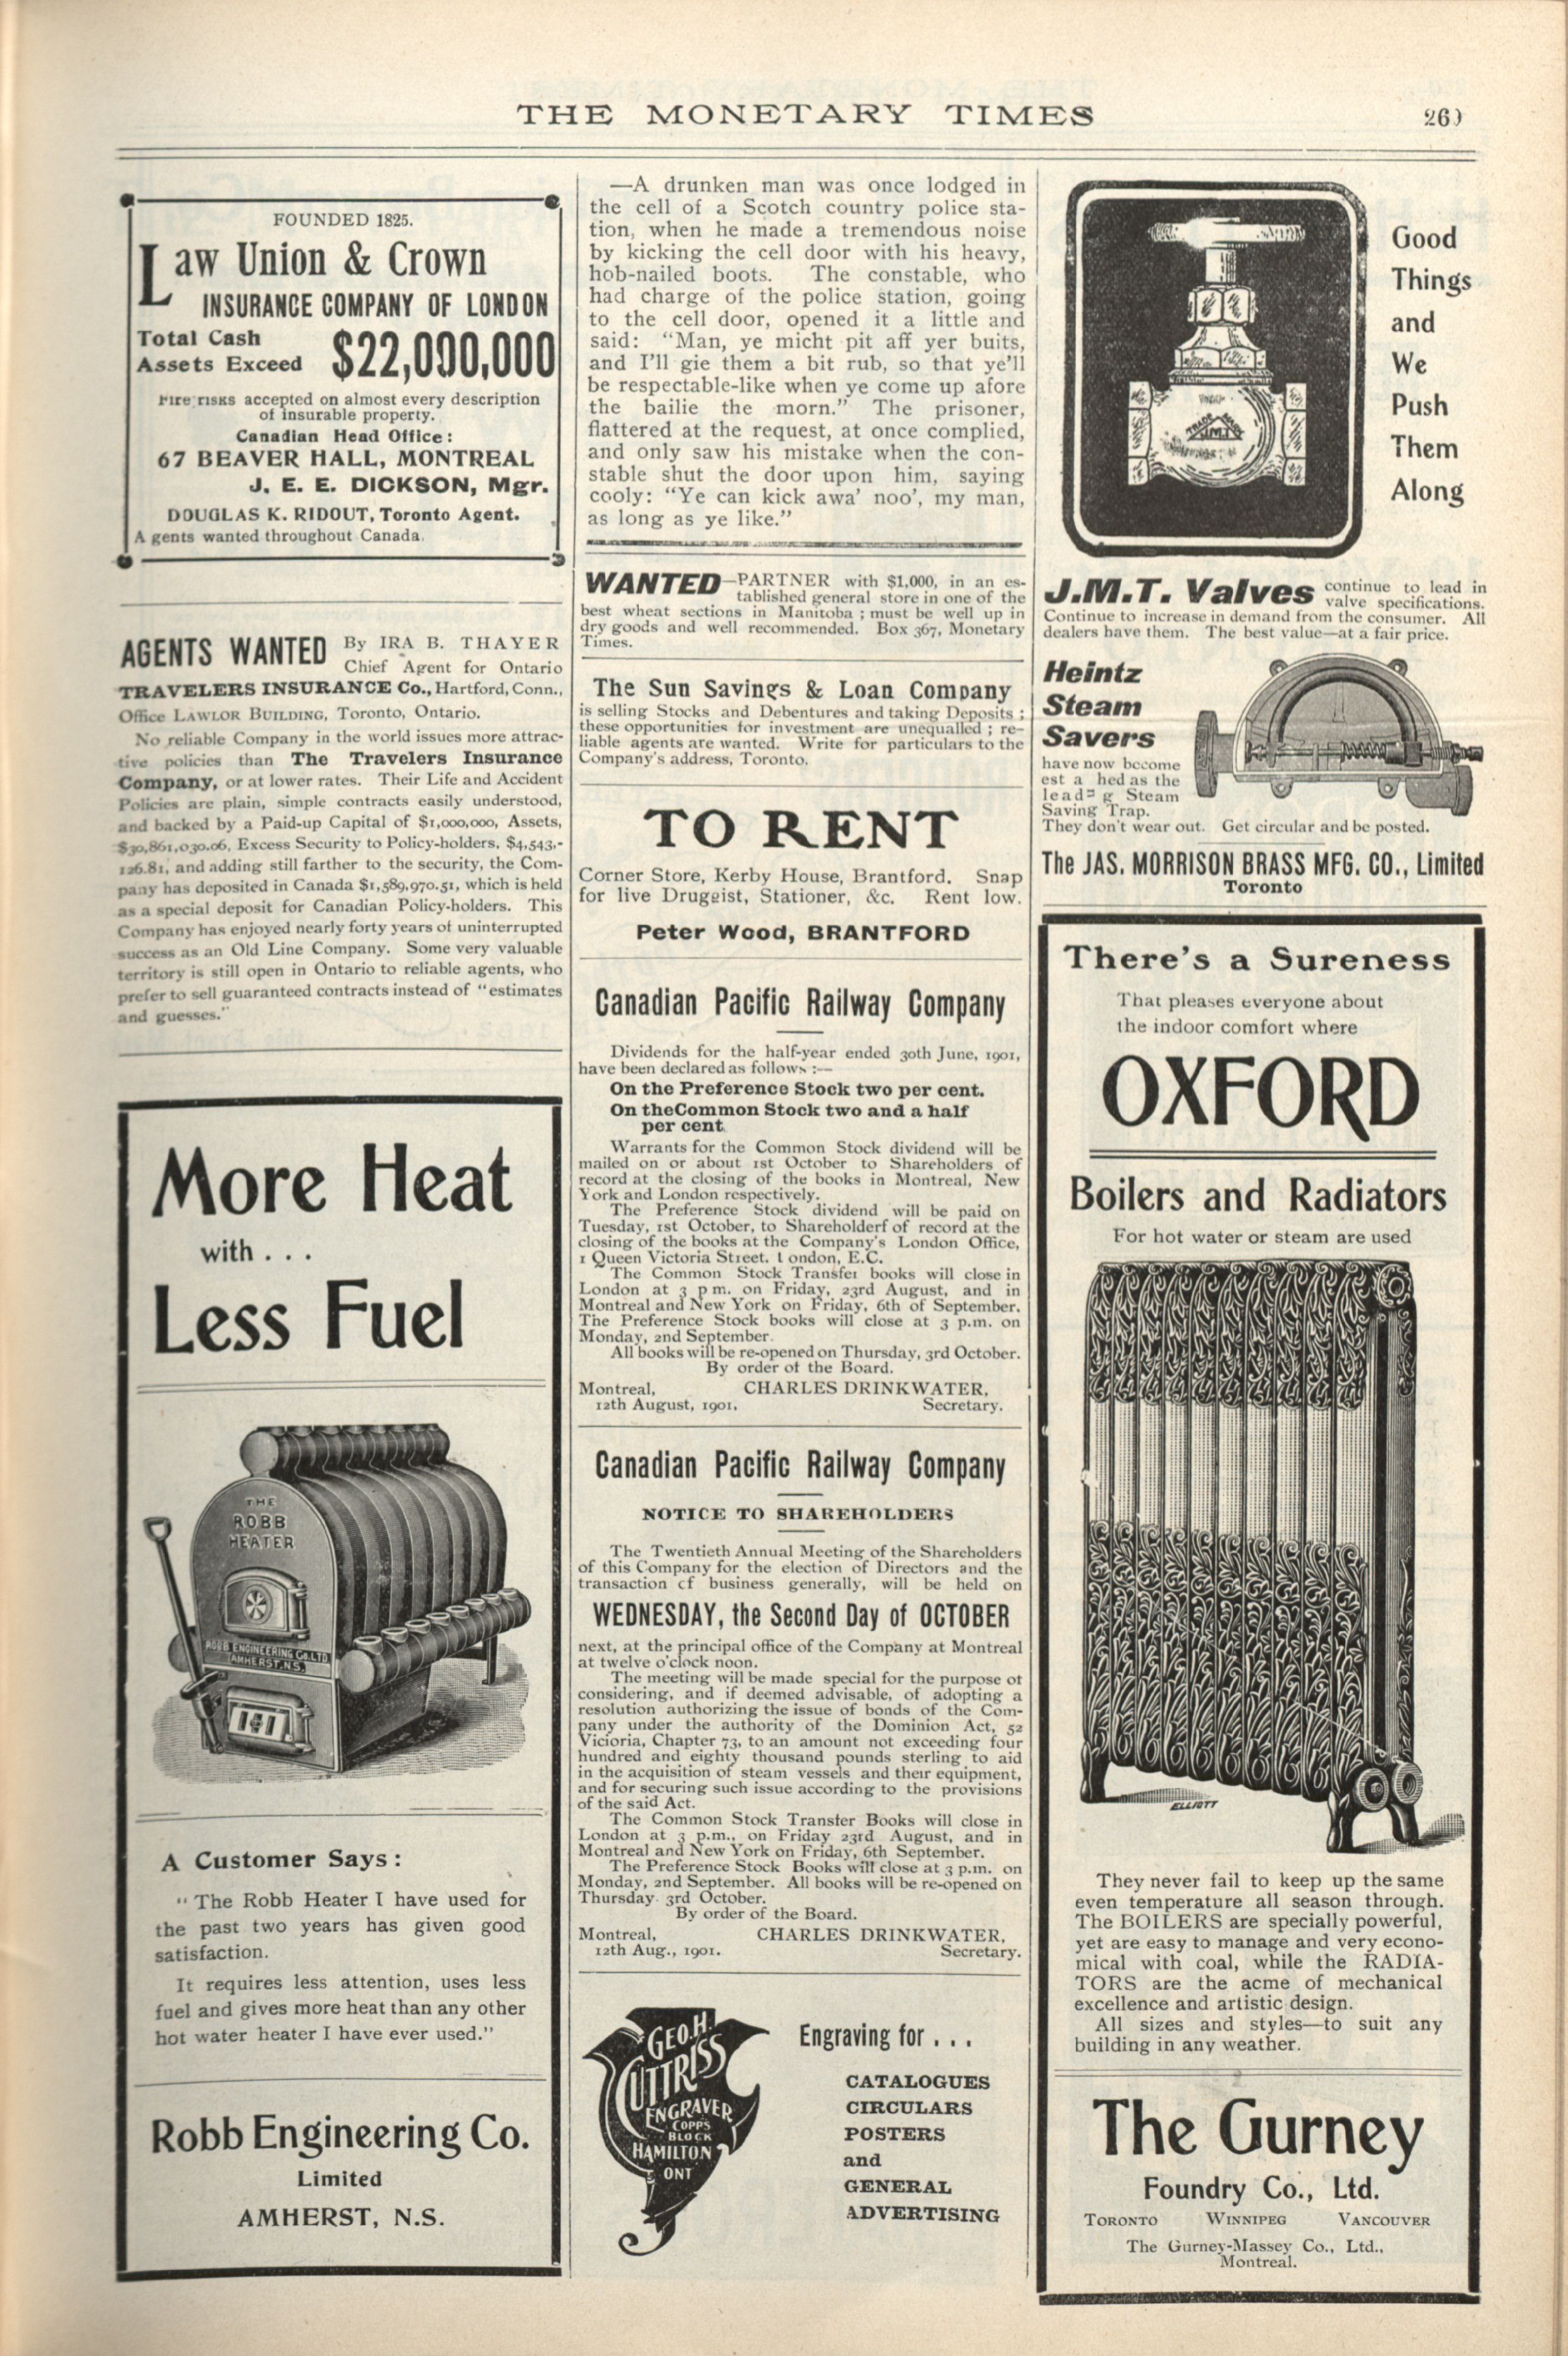 THE MONETARY TIMES
FOUNDED 1825.
Law Union & Crown
INSURANCE COMPANY OF LONDON
Total Cash
Assets Exceed $22,000,000
Fire risks accepted on almost every description
of insurable property.
Canadian Head Office:
67 BEAVER HALL, MONTREAL
J. E. E. DICKSON, Mgr.
DOUGLAS K. RIDOUT, Toronto Agent.
Agents wanted throughout Canada.
AGENTS WANTED By IRA B. THAYER
Chief Agent for Ontario
TRAVELERS INSURANCE Co., Hartford, Conn.,
Office LAWLOR BUILDING, Toronto, Ontario.
No reliable Company in the world issues more attrac-
tive policies than The Travelers Insurance
Company, or at lower rates. Their Life and Accident
Policies are plain, simple contracts easily understood,
and backed by a Paid-up Capital of $1,000,000, Assets,
$30,861,030.06, Excess Security to Policy-holders, $4,543,-
126.81, and adding still farther to the security, the Com-
pany has deposited in Canada $1,589,970.51, which is held
as a special deposit for Canadian Policy-holders. This
Company has enjoyed nearly forty years of uninterrupted
success as an Old Line Company. Some very valuable
territory is still open in Ontario to reliable agents, who
prefer to sell guaranteed contracts instead of "estimates
and guesses."
More Heat
with . . .
Less Fuel
THE
ROBB
HEATER
ROBB ENGINEERING Co. LTD.
AMHERST, N.S.
A Customer Says:
"The Robb Heater I have used for
the past two years has given good
satisfaction.
It requires less attention, uses less
fuel and gives more heat than any other
hot water heater I have ever used."
Robb Engineering Co.
Limited
AMHERST, N.S.
—A drunken man was once lodged in
the cell of a Scotch country police sta-
tion, when he made a tremendous noise
by kicking the cell door with his heavy,
hob-nailed boots. The constable, who
had charge of the police station, going
to the cell door, opened it a little and
said: "Man, ye micht pit aff yer buits,
and I'll gie them a bit rub, so that ye'll
be respectable-like when ye come up afore
the bailie the morn." The prisoner,
flattered at the request, at once complied,
and only saw his mistake when the con-
stable shut the door upon him, saying
cooly: "Ye can kick awa' noo', my man,
as long as ye like."
WANTED—PARTNER with $1,000, in an es-
tablished general store in one of the
best wheat sections in Manitoba; must be well up in
dry goods and well recommended. Box 367, Monetary
Times.
The Sun Savings & Loan Company
is selling Stocks and Debentures and taking Deposits;
these opportunities for investment are unequalled; re-
liable agents are wanted. Write for particulars to the
Company's address, Toronto.
TO RENT
Corner Store, Kerby House, Brantford. Snap
for live Druggist, Stationer, &c. Rent low.
Peter Wood, BRANTFORD
Canadian Pacific Railway Company
Dividends for the half-year ended 30th June, 1901,
have been declared as follows:—
On the Preference Stock two per cent.
On the Common Stock two and a half
per cent
Warrants for the Common Stock dividend will be
mailed on or about 1st October to Shareholders of
record at the closing of the books in Montreal, New
York and London respectively.
The Preference Stock dividend will be paid on
Tuesday, 1st October, to Shareholderf of record at the
closing of the books at the Company's London Office,
1 Queen Victoria Street, London, E.C.
The Common Stock Transfer books will close in
London at 3 p m. on Friday, 23rd August, and in
Montreal and New York on Friday, 6th of September.
The Preference Stock books will close at 3 p.m. on
Monday, 2nd September.
All books will be re-opened on Thursday, 3rd October.
By order of the Board.
Montreal, CHARLES DRINKWATER,
12th August, 1901. Secretary.
Canadian Pacific Railway Company
NOTICE TO SHAREHOLDERS
The Twentieth Annual Meeting of the Shareholders
of this Company for the election of Directors and the
transaction of business generally, will be held on
WEDNESDAY, the Second Day of OCTOBER
next, at the principal office of the Company at Montreal
at twelve o'clock noon.
The meeting will be made special for the purpose of
considering, and if deemed advisable, of adopting a
resolution authorizing the issue of bonds of the Com-
pany under the authority of the Dominion Act, 52
Vicioria, Chapter 73, to an amount not exceeding four
hundred and eighty thousand pounds sterling to aid
in the acquisition of steam vessels and their equipment,
and for securing such issue according to the provisions
of the said Act.
The Common Stock Transfer Books will close in
London at 3 p.m., on Friday 23rd August, and in
Montreal and New York on Friday, 6th September.
The Preference Stock Books will close at 3 p.m. on
Monday, 2nd September. All books will be re-opened on
Thursday 3rd October.
By order of the Board.
Montreal, CHARLES DRINKWATER,
12th Aug., 1901. Secretary.
GEO. H.
CUTTRISS
ENGRAVER
COPPS
BLOCK
HAMILTON
ONT
Engraving for . . .
CATALOGUES
CIRCULARS
POSTERS
and
GENERAL
ADVERTISING
TRADE
J.M.T.
Good
Things
and
We
Push
Them
Along
J.M.T. Valves continue to lead in
valve specifications.
Continue to increase in demand from the consumer. All
dealers have them. The best value—at a fair price.
Heintz
Steam
Savers
have now become
est a hed as the
lead g Steam
Saving Trap.
They don't wear out. Get circular and be posted.
The JAS. MORRISON BRASS MFG. CO., Limited
Toronto
There's a Sureness
That pleases everyone about
the indoor comfort where
OXFORD
Boilers and Radiators
For hot water or steam are used
ELLIOTT
They never fail to keep up the same
even temperature all season through.
The BOILERS are specially powerful,
yet are easy to manage and very econo-
mical with coal, while the RADIA-
TORS are the acme of mechanical
excellence and artistic design.
All sizes and styles—to suit any
building in any weather.
The Gurney
Foundry Co., Ltd.
TORONTO WINNIPEG VANCOUVER
The Gurney-Massey Co., Ltd.,
Montreal.